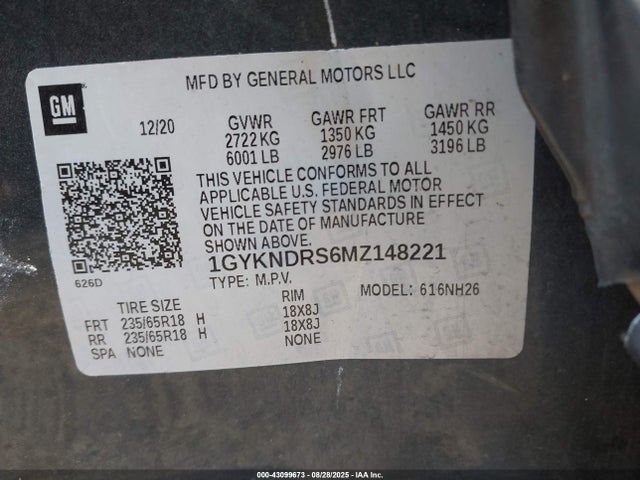 MFD BY GENERAL MOTORS LLC
GM
12/20 GVWR GAWR FRT GAWR RR
2722 KG 1350 KG 1450 KG
6001 LB 2976 LB 3196 LB
THIS VEHICLE CONFORMS TO ALL
APPLICABLE U.S. FEDERAL MOTOR
VEHICLE SAFETY STANDARDS IN EFFECT
ON THE DATE OF MANUFACTURE
SHOWN ABOVE.
1GYKNDRS6MZ148221
626D
TYPE: M.P.V. MODEL: 616NH26
TIRE SIZE RIM
FRT 235/65R18 H 18X8J
RR 235/65R18 H 18X8J
SPA NONE NONE
000-43099673 - 08/28/2025 - IAA Inc.